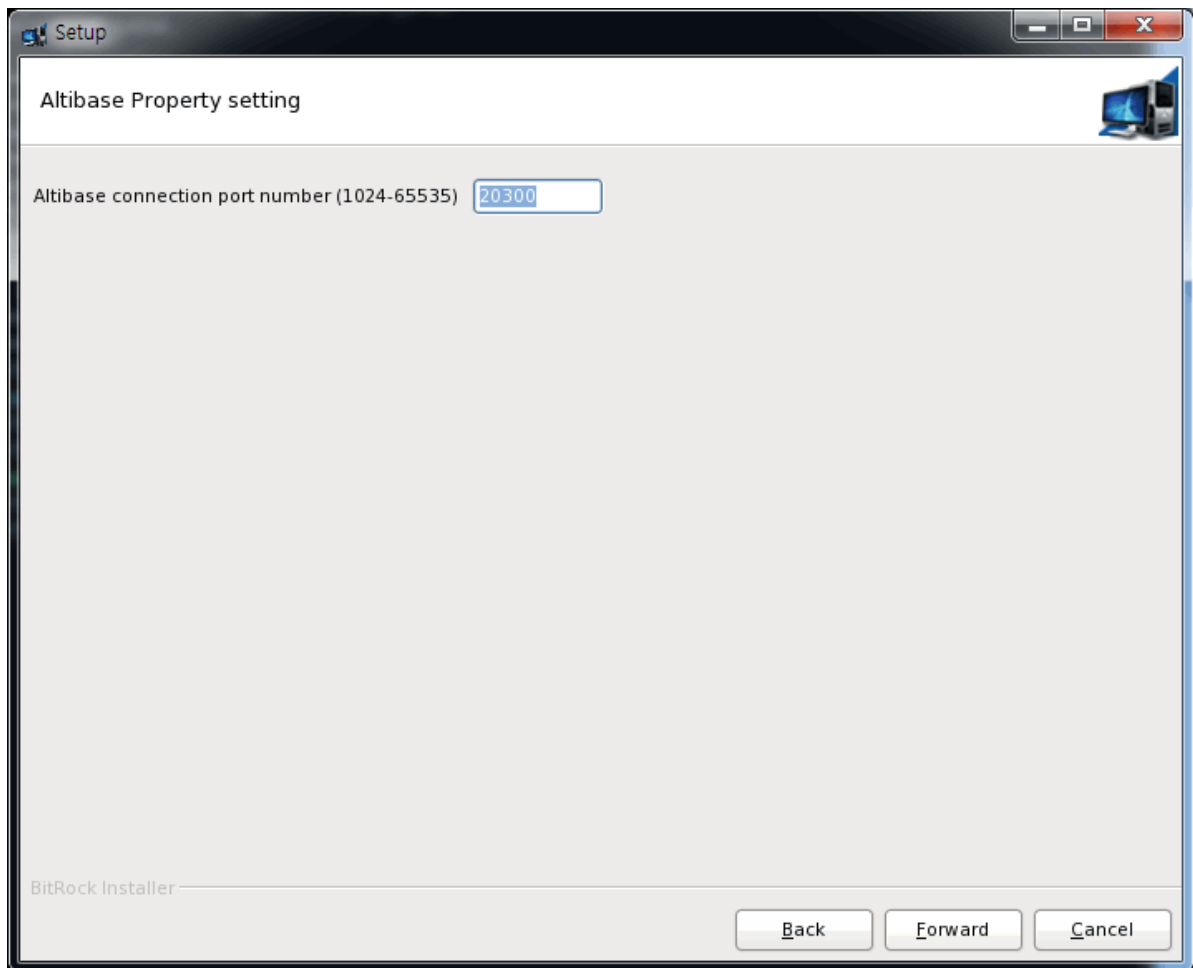 Setup
Altibase Property setting
Altibase connection port number (1024-65535) 20300
BitRock Installer
Back Forward Cancel